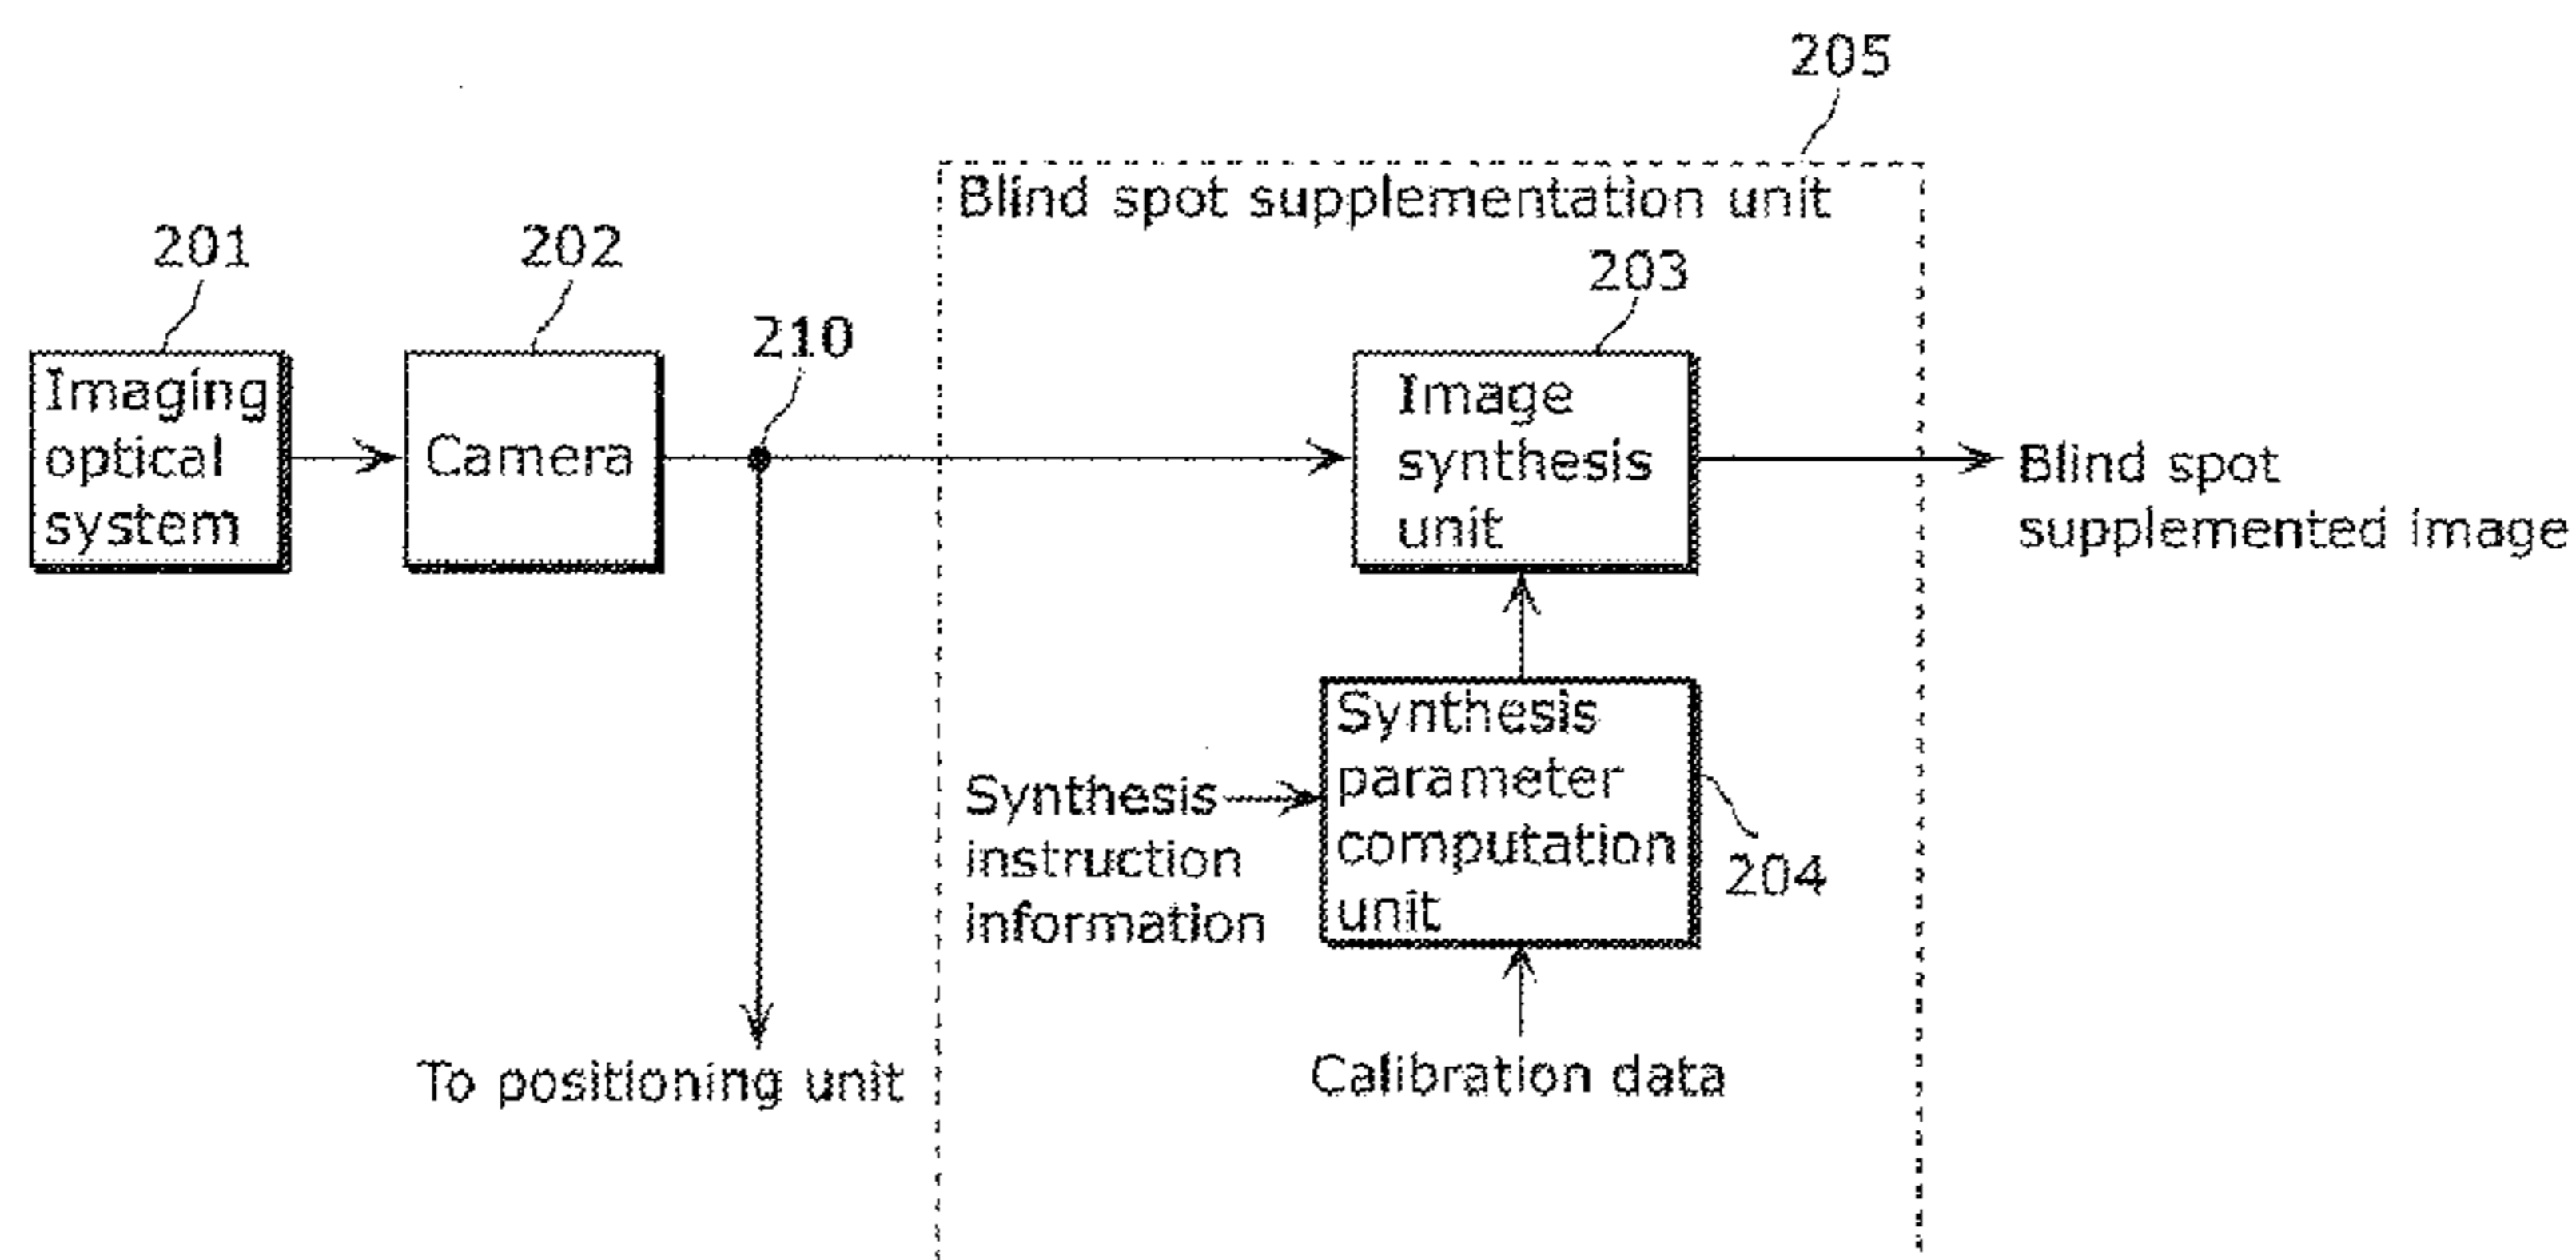 205
Blind spot supplementation unit
201
202
203
210
Imaging
optical
system
Camera
Image
synthesis
unit
Blind spot
supplemented image
Synthesis
parameter
computation
unit
Synthesis
instruction
information
204
To positioning unit
Calibration data